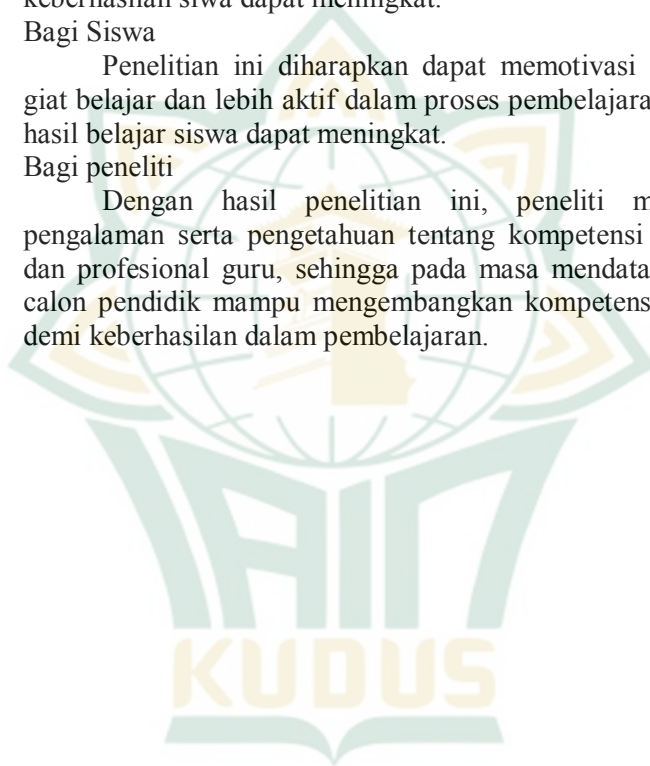 keberhasilan siwa dapat meningkat.
Bagi Siswa
Penelitian ini diharapkan dapat memotivasi
giat belajar dan lebih aktif dalam proses pembelajara
hasil belajar siswa dapat meningkat.
Bagi peneliti
Dengan hasil penelitian ini, peneliti m
pengalaman serta pengetahuan tentang kompetensi
dan profesional guru, sehingga pada masa mendata
calon pendidik mampu mengembangkan kompetens
demi keberhasilan dalam pembelajaran.
IAIN
KUDUS